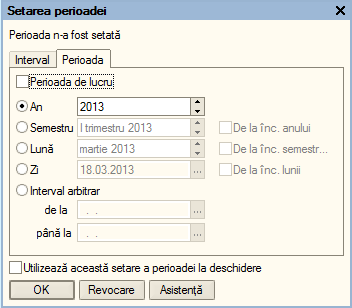 Setarea perioadei
Perioada n-a fost setată
Interval Perioada
Perioada de lucru
An 2013
Semestru I trimestru 2013 De la înc. anului
Lună martie 2013 De la înc. semestr...
Zi 18.03.2013 ... De la înc. lunii
Interval arbitrar
de la . . ...
până la . . ...
Utilizează această setare a perioadei la deschidere
OK Revocare Asistență